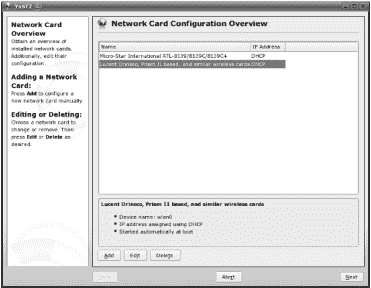 YaST2
Network Card
Overview
Obtain an overview of
installed network cards.
Additionally, edit their
configuration.
Adding a Network
Card:
Press Add to configure a
new network card manually.
Editing or Deleting:
Choose a network card to
change or remove. Then
press Edit or Delete as
desired.
Network Card Configuration Overview
Name IP Address
Micro-Star International RTL-8139/8139C/8139C+ DHCP
Lucent Orinoco, Prism II based, and similar wireless cards DHCP
Lucent Orinoco, Prism II based, and similar wireless cards
Device name: wlan0
IP address assigned using DHCP
Started automatically at boot
Add Edit Delete
Abort Next